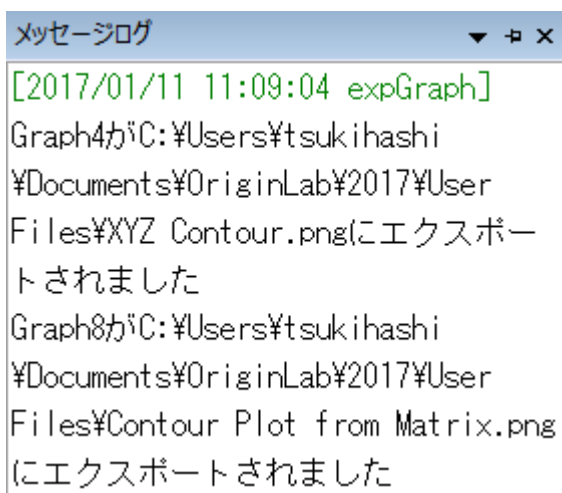 メッセージログ
[2017/01/11 11:09:04 expGraph]
Graph4がC:¥Users¥tsukihashi
¥Documents¥OriginLab¥2017¥User
Files¥XYZ Contour.pngにエクスポー
トされました
Graph8がC:¥Users¥tsukihashi
¥Documents¥OriginLab¥2017¥User
Files¥Contour Plot from Matrix.png
にエクスポートされました